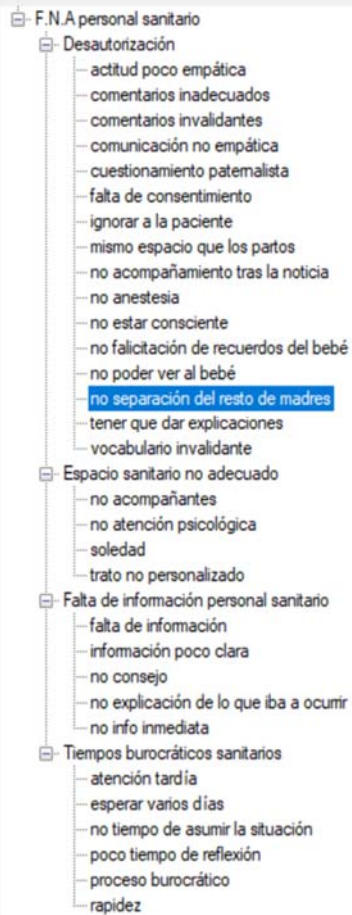 F.N.A personal sanitario
Desautorización
actitud poco empática
comentarios inadecuados
comentarios invalidantes
comunicación no empática
cuestionamiento paternalista
falta de consentimiento
ignorar a la paciente
mismo espacio que los partos
no acompañamiento tras la noticia
no anestesia
no estar consciente
no falicitación de recuerdos del bebé
no poder ver al bebé
no separación del resto de madres
tener que dar explicaciones
vocabulario invalidante
Espacio sanitario no adecuado
no acompañantes
no atención psicológica
soledad
trato no personalizado
Falta de información personal sanitario
falta de información
información poco clara
no consejo
no explicación de lo que iba a ocurrir
no info inmediata
Tiempos burocráticos sanitarios
atención tardía
esperar varios días
no tiempo de asumir la situación
poco tiempo de reflexión
proceso burocrático
rapidez